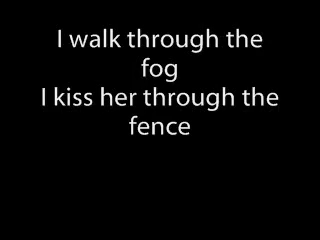 I walk through the
fog
I kiss her through the
fence